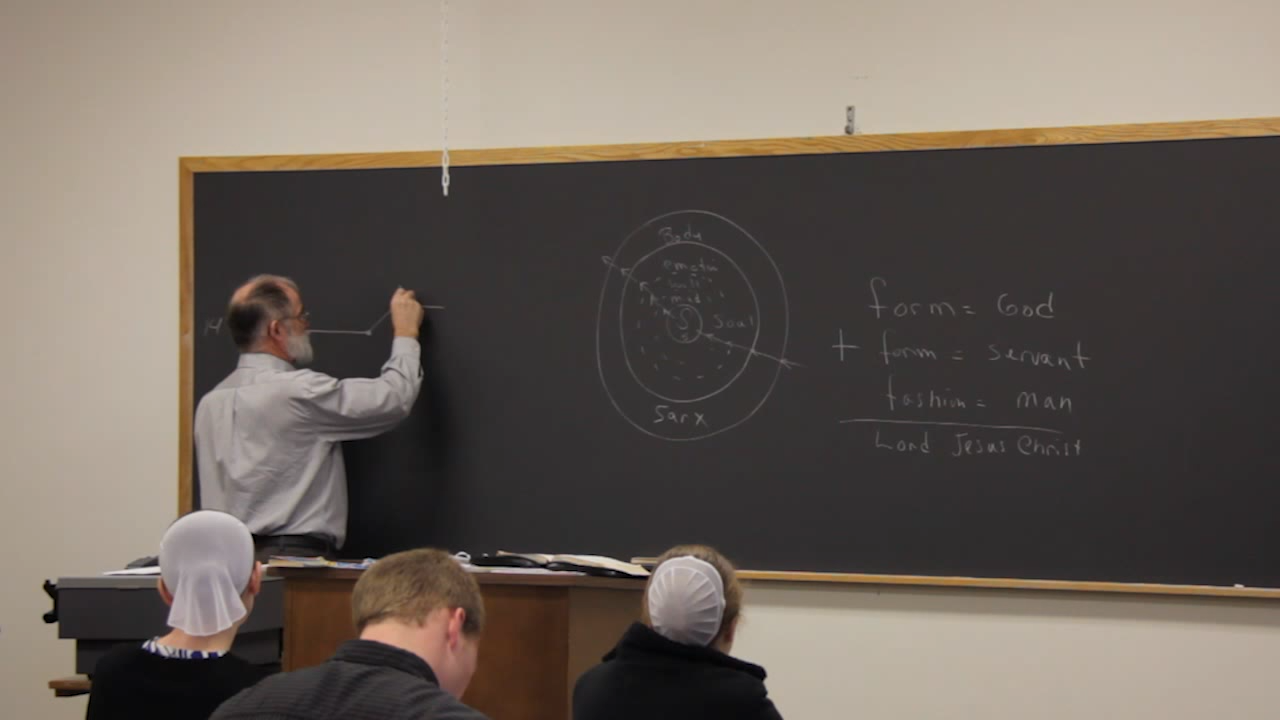 Body
emotion
will
mind
S
Soul
Sarx
form = God
+ form = servant
fashion = man
Lord Jesus Christ